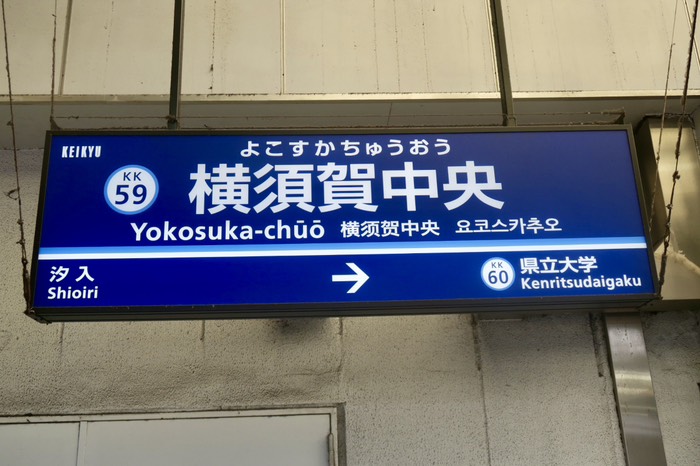 KEIKYU
よこすかちゅうおう
KK
59
横須賀中央
Yokosuka-chūō 横须贺中央 요코스카추오
汐入
Shioiri
→
KK
60
県立大学
Kenritsudaigaku